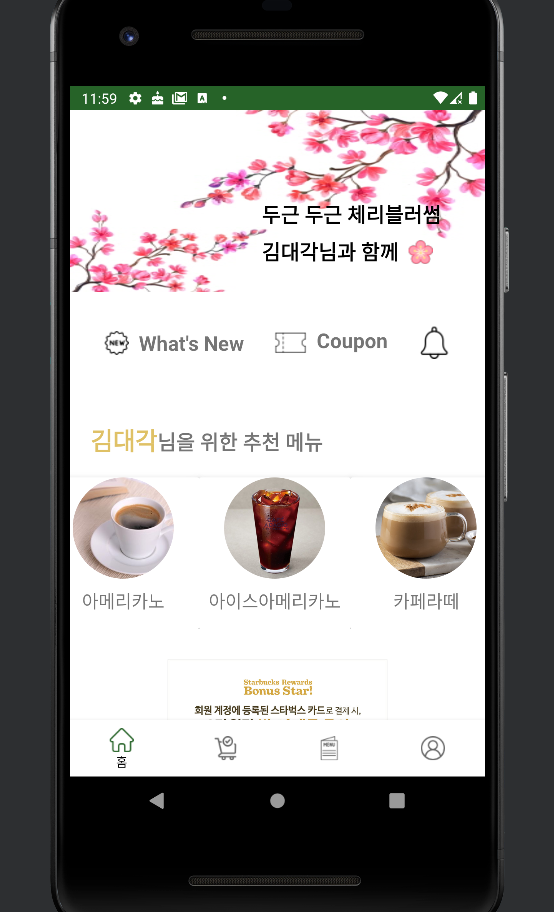 11:59
두근 두근 체리블러썸
김대각님과 함께
NEW
What's New
Coupon
김대각님을 위한 추천 메뉴
아메리카노
아이스아메리카노
카페라떼
Starbucks Rewards
Bonus Star!
회원 계정에 등록된 스타벅스 카드로 결제 시,
홈
MENU